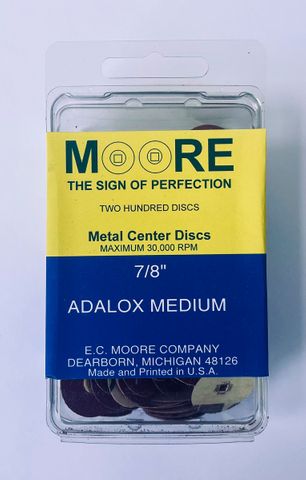 MOORE
THE SIGN OF PERFECTION
TWO HUNDRED DISCS
Metal Center Discs
MAXIMUM 30,000 RPM
7/8"
ADALOX MEDIUM
E.C. MOORE COMPANY
DEARBORN, MICHIGAN 48126
Made and Printed in U.S.A.